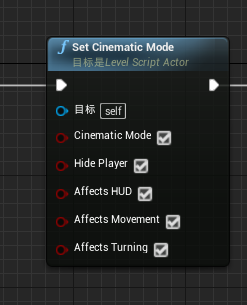 Set Cinematic Mode
目标是Level Script Actor
目标 self
Cinematic Mode
Hide Player
Affects HUD
Affects Movement
Affects Turning